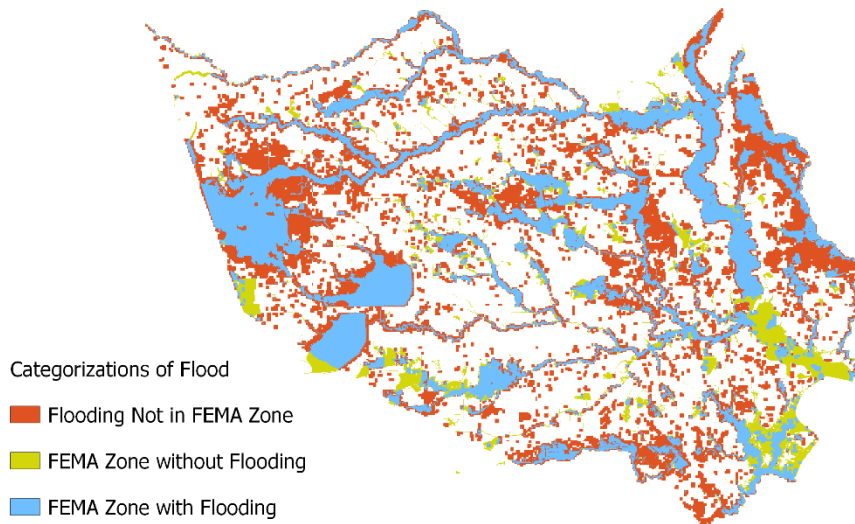 Categorizations of Flood
Flooding Not in FEMA Zone
FEMA Zone without Flooding
FEMA Zone with Flooding